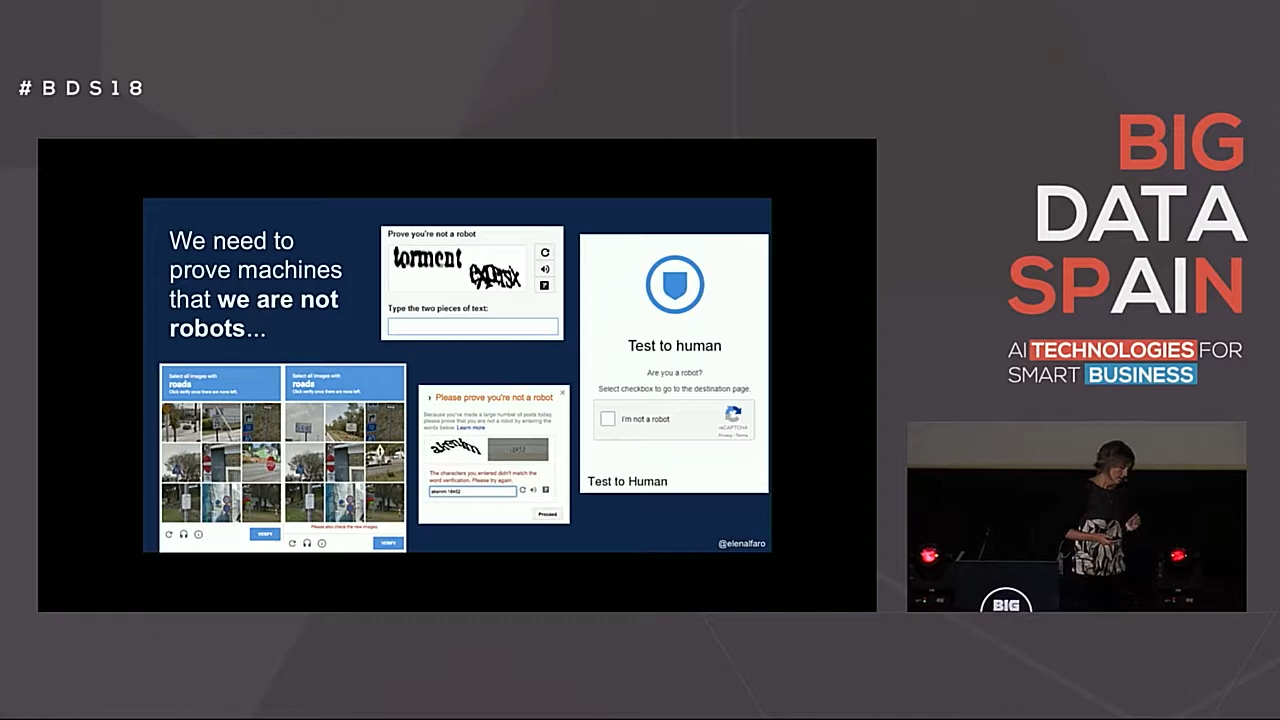 #BDS18
BIG
DATA
SPAIN
AI TECHNOLOGIES FOR
SMART BUSINESS
We need to
prove machines
that we are not
robots...
Prove you're not a robot
torment
Type the two pieces of text:
Test to human
Are you a robot?
Select checkbox to go to the destination page.
I'm not a robot
reCAPTCHA
Privacy - Terms
Test to Human
Select all images with
roads
Click verify once there are none left.
VERIFY
Select all images with
roads
Click verify once there are none left.
Please also check the new images.
VERIFY
› Please prove you're not a robot
Because you've made a large number of posts today,
please prove that you are not a robot by entering the
words below. Learn more
The characters you entered didn't match the
word verification. Please try again.
Proceed
@elenalfaro
BIG